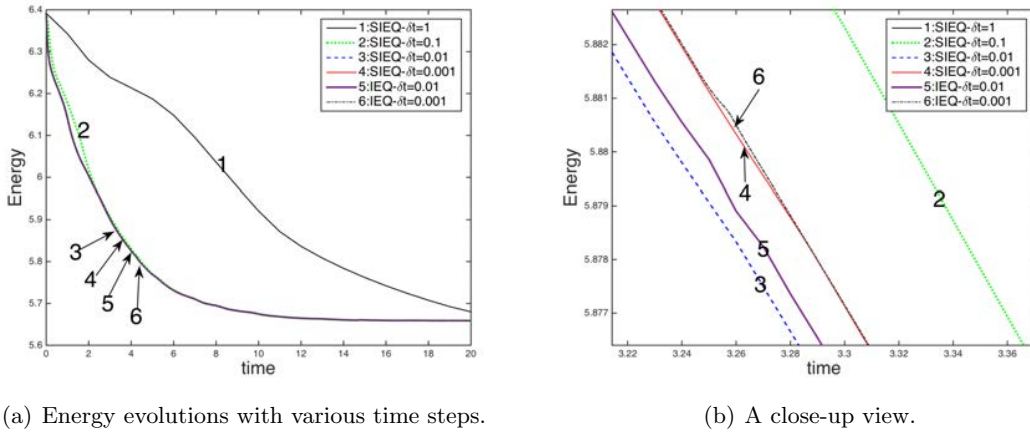 6.4
6.3
6.2
6.1
6
5.9
5.8
5.7
5.6
Energy
0 2 4 6 8 10 12 14 16 18 20
time
1:SIEQ-δt=1
2:SIEQ-δt=0.1
3:SIEQ-δt=0.01
4:SIEQ-δt=0.001
5:IEQ-δt=0.01
6:IEQ-δt=0.001
1
2
3
4
5
6
(a) Energy evolutions with various time steps.
5.882
5.881
5.88
5.879
5.878
5.877
Energy
3.22 3.24 3.26 3.28 3.3 3.32 3.34 3.36
time
1:SIEQ-δt=1
2:SIEQ-δt=0.1
3:SIEQ-δt=0.01
4:SIEQ-δt=0.001
5:IEQ-δt=0.01
6:IEQ-δt=0.001
6
4
2
5
3
(b) A close-up view.